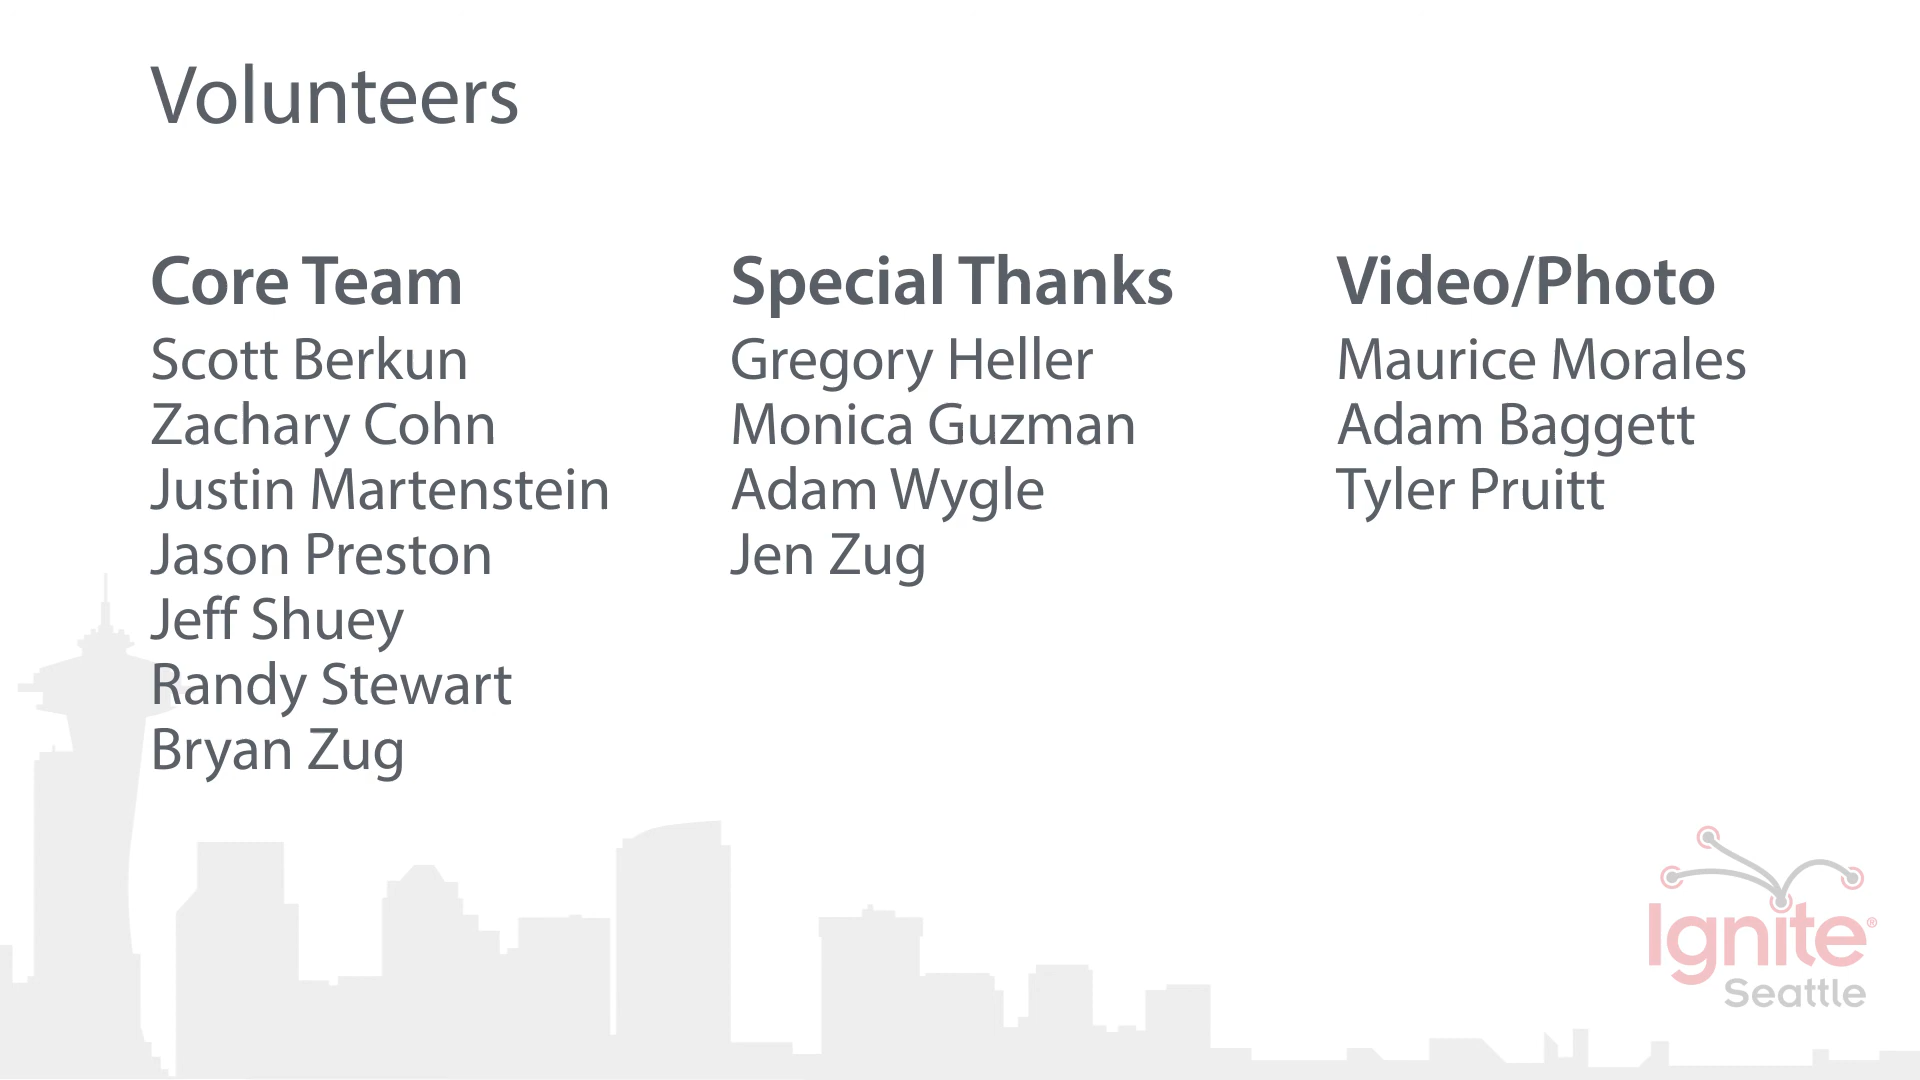 Volunteers
Core Team
Scott Berkun
Zachary Cohn
Justin Martenstein
Jason Preston
Jeff Shuey
Randy Stewart
Bryan Zug
Special Thanks
Gregory Heller
Monica Guzman
Adam Wygle
Jen Zug
Video/Photo
Maurice Morales
Adam Baggett
Tyler Pruitt
Ignite®
Seattle